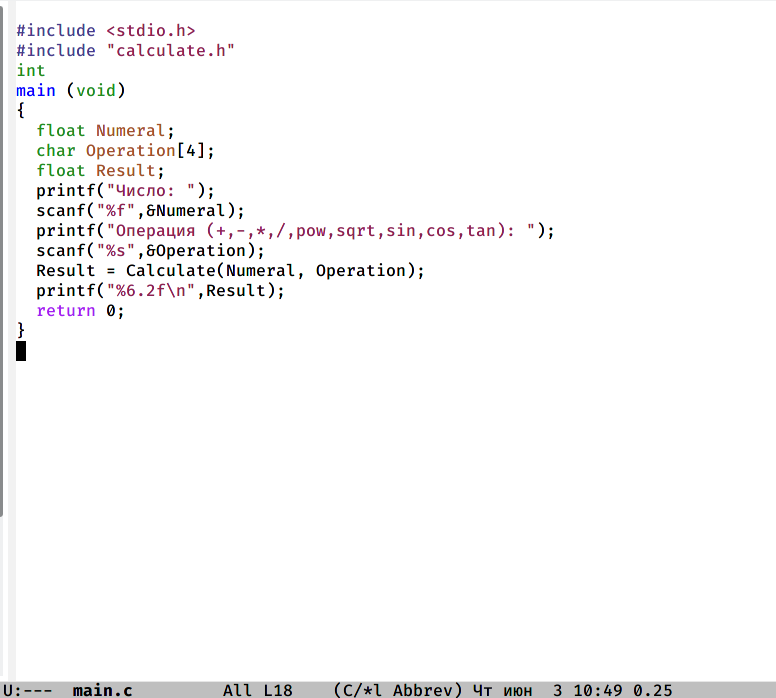 #include <stdio.h>
#include "calculate.h"
int
main (void)
{
  float Numeral;
  char Operation[4];
  float Result;
  printf("Число: ");
  scanf("%f",&Numeral);
  printf("Операция (+,-,*,/,pow,sqrt,sin,cos,tan): ");
  scanf("%s",&Operation);
  Result = Calculate(Numeral, Operation);
  printf("%6.2f\n",Result);
  return 0;
}
U:---  main.c         All L18    (C/*l Abbrev) Чт июн  3 10:49 0.25